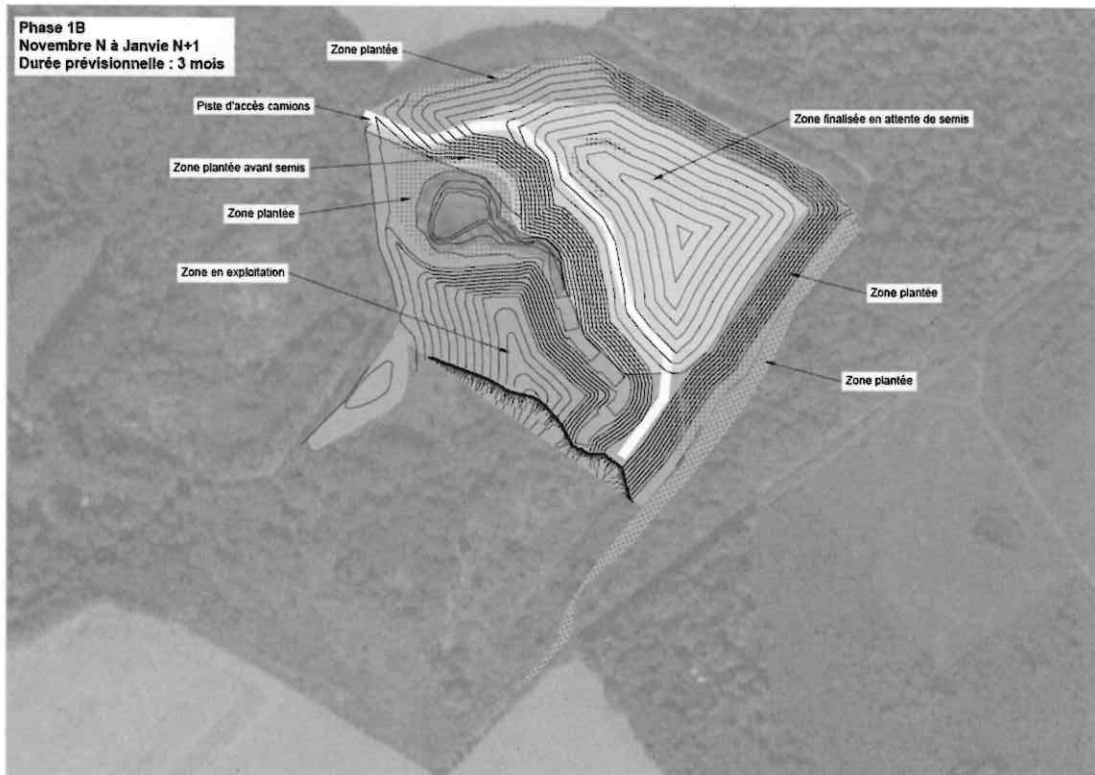 Phase 1B
Novembre N à Janvie N+1
Durée prévisionnelle : 3 mois
Zone plantée
Piste d'accès camions
Zone finalisée en attente de semis
Zone plantée avant semis
Zone plantée
Zone en exploitation
Zone plantée
Zone plantée